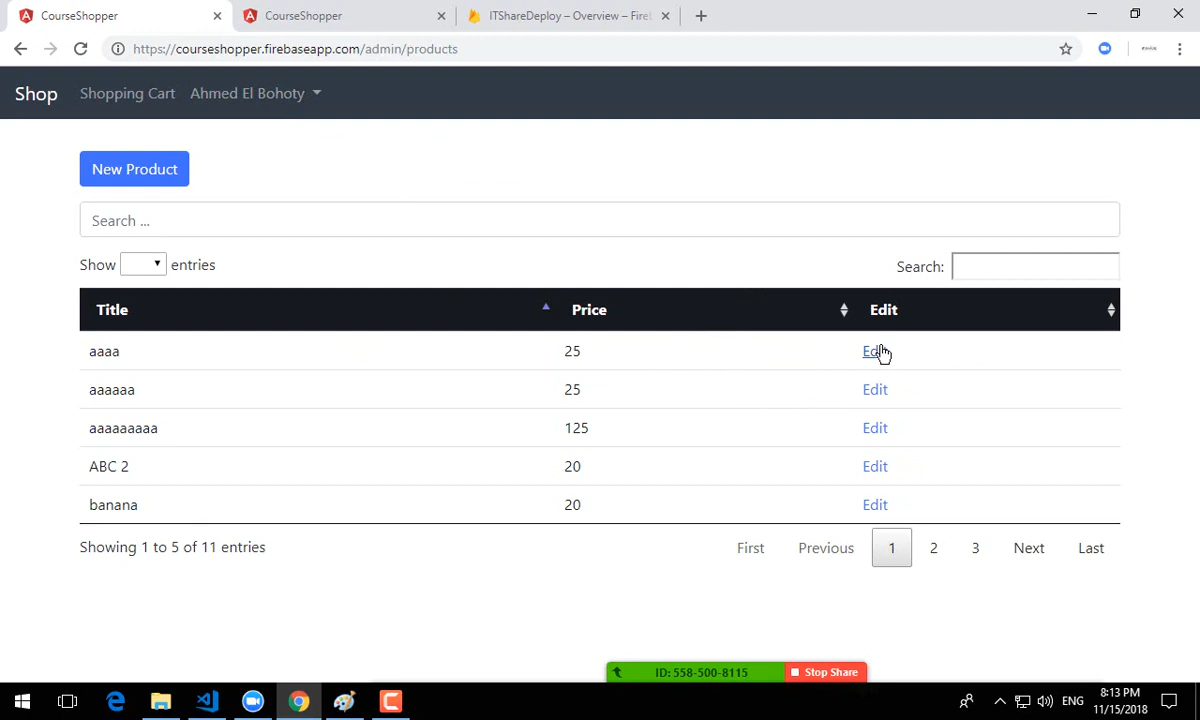 CourseShopper
CourseShopper
ITShareDeploy – Overview – Fire
https://courseshopper.firebaseapp.com/admin/products
Shop Shopping Cart Ahmed El Bohoty
New Product
Search ...
Show entries
Search:
Title Price Edit
aaaa 25 Edit
aaaaaa 25 Edit
aaaaaaaaa 125 Edit
ABC 2 20 Edit
banana 20 Edit
Showing 1 to 5 of 11 entries
First Previous 1 2 3 Next Last
ID: 558-500-8115 Stop Share
ENG
8:13 PM
11/15/2018